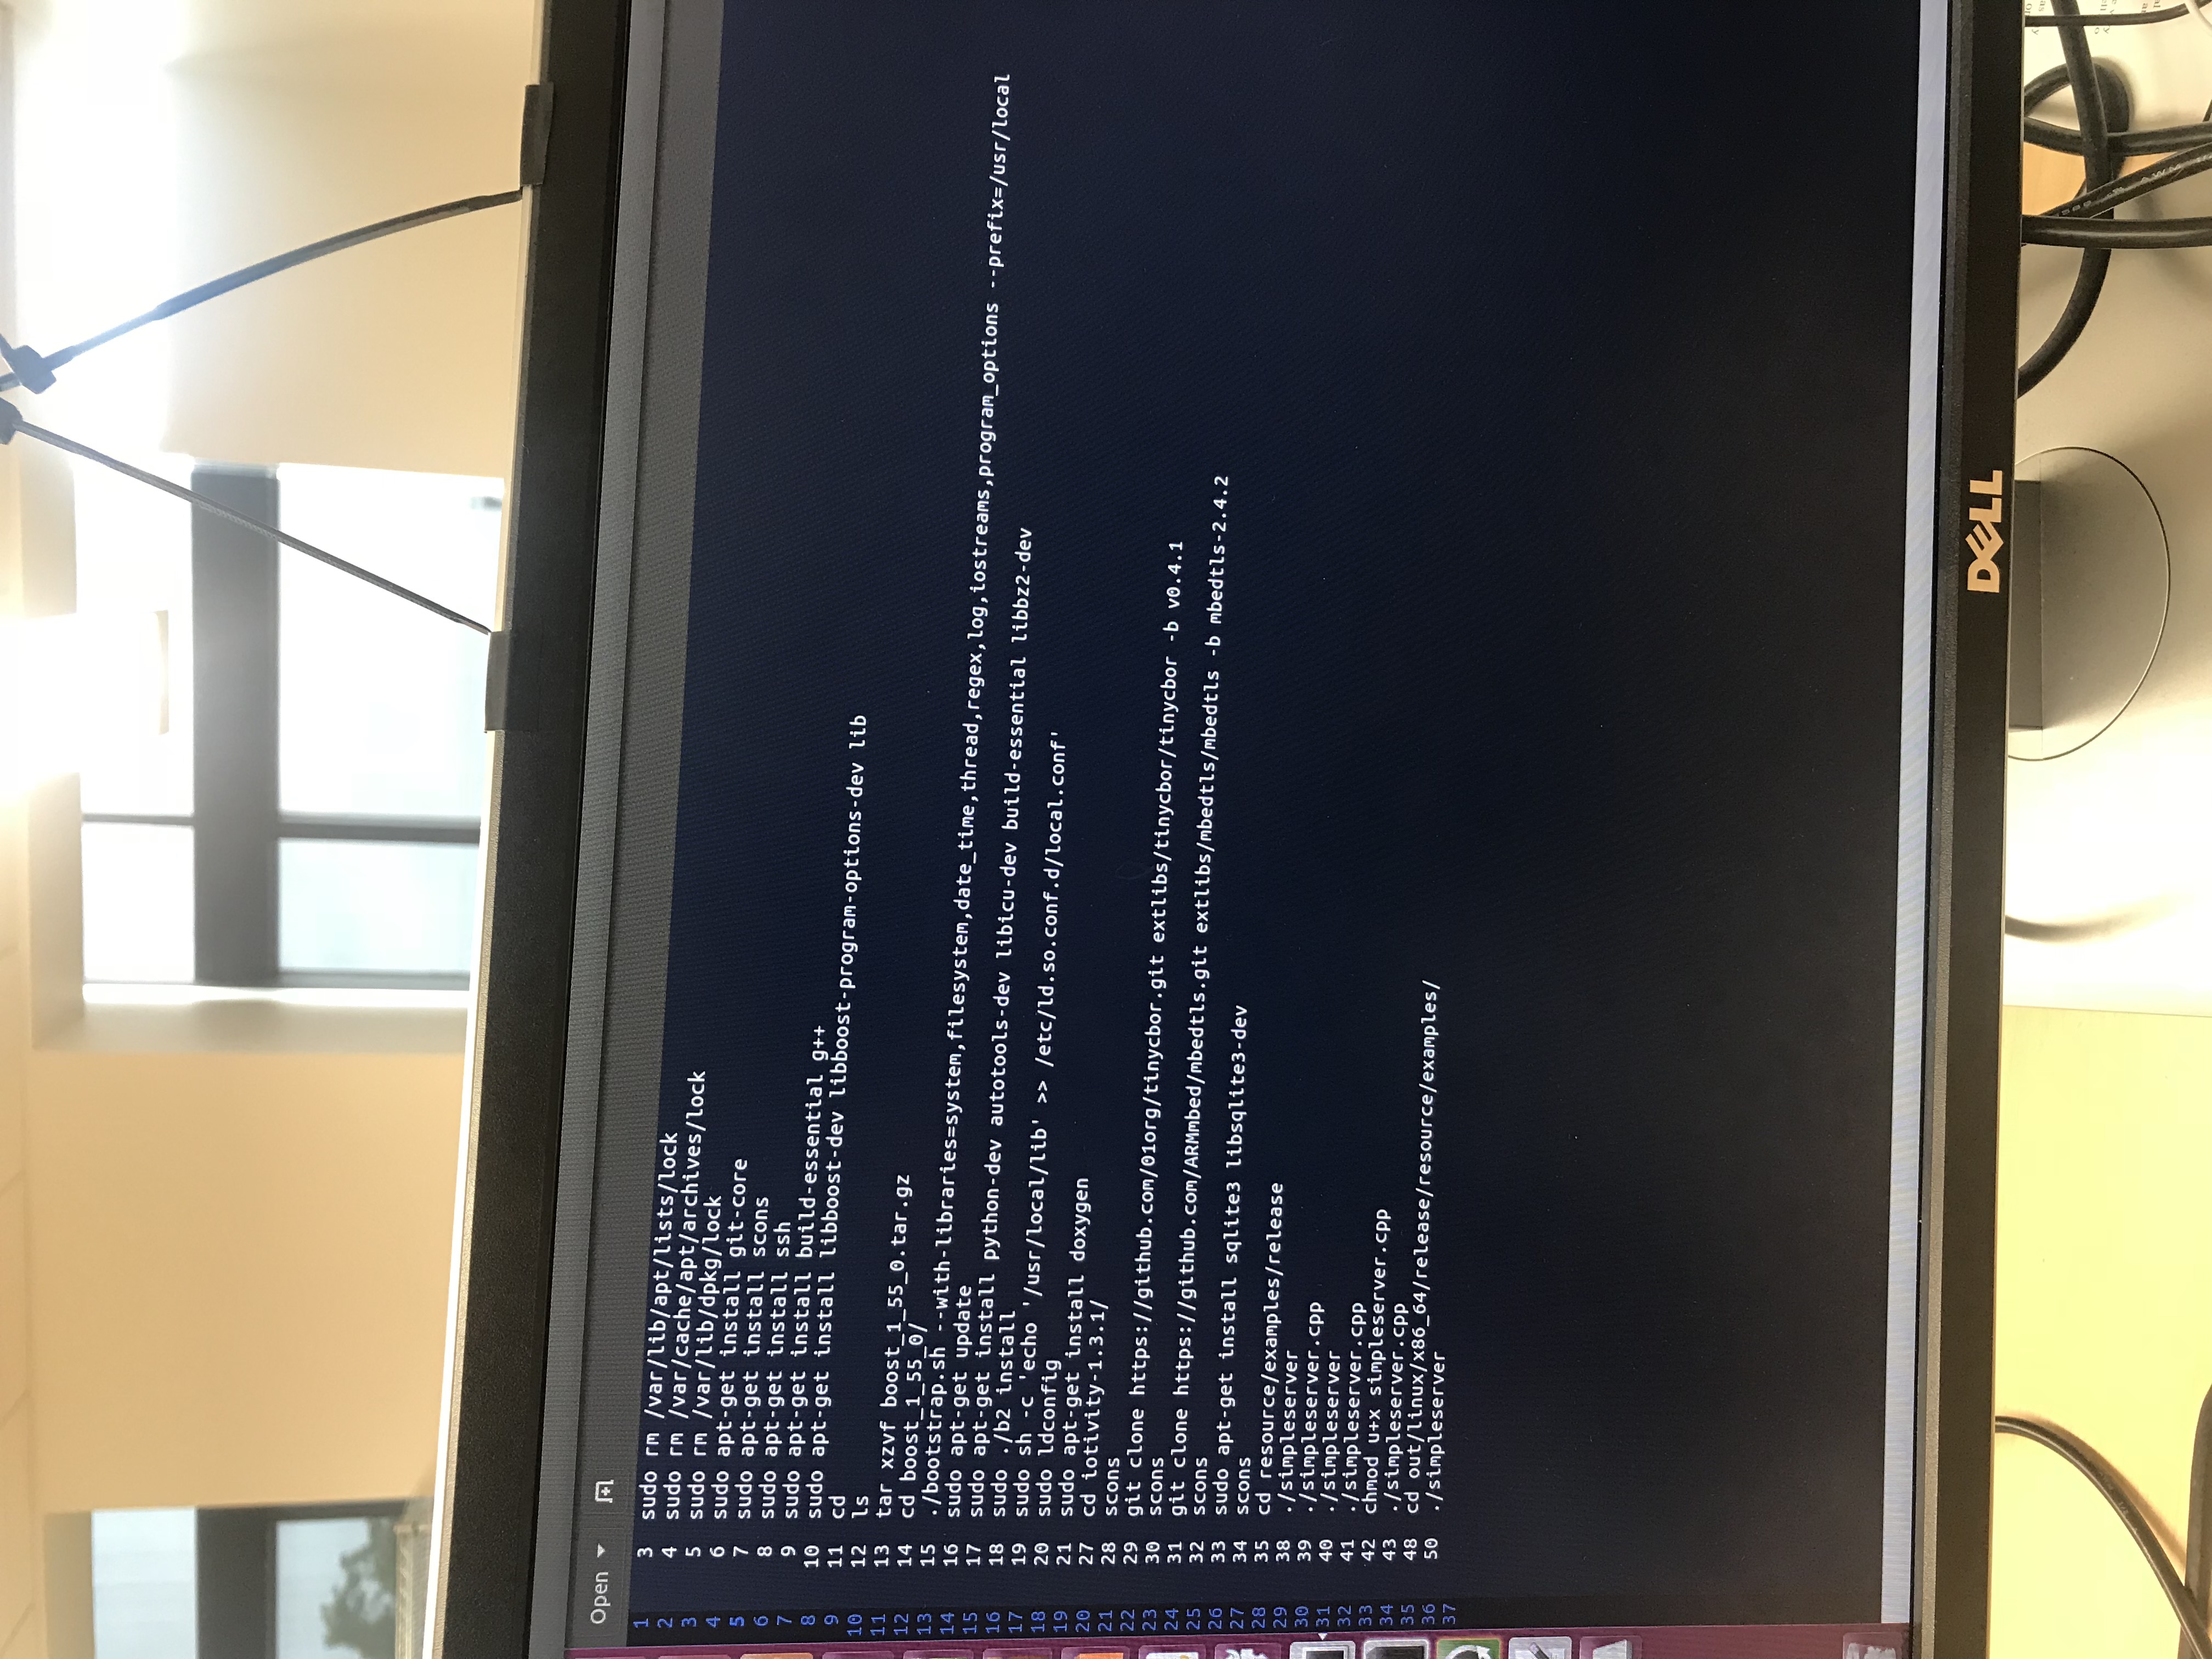 Open
1 3 sudo rm /var/lib/apt/lists/lock
2 4 sudo rm /var/cache/apt/archives/lock
3 5 sudo rm /var/lib/dpkg/lock
4 6 sudo apt-get install git-core
5 7 sudo apt-get install scons
6 8 sudo apt-get install ssh
7 9 sudo apt-get install build-essential g++
8 10 sudo apt-get install libboost-dev libboost-program-options-dev lib
9 11 cd
10 12 ls
11 13 tar xzvf boost_1_55_0.tar.gz
12 14 cd boost_1_55_0/
13 15 ./bootstrap.sh --with-libraries=system,filesystem,date_time,thread,regex,log,iostreams,program_options --prefix=/usr/local
14 16 sudo apt-get update
15 17 sudo apt-get install python-dev autotools-dev libicu-dev build-essential libbz2-dev
16 18 sudo ./b2 install
17 19 sudo sh -c 'echo '/usr/local/lib' >> /etc/ld.so.conf.d/local.conf'
18 20 sudo ldconfig
19 21 sudo apt-get install doxygen
20 27 cd iotivity-1.3.1/
21 28 scons
22 29 git clone https://github.com/01org/tinycbor.git extlibs/tinycbor/tinycbor -b v0.4.1
23 30 scons
24 31 git clone https://github.com/ARMmbed/mbedtls.git extlibs/mbedtls/mbedtls -b mbedtls-2.4.2
25 32 scons
26 33 sudo apt-get install sqlite3 libsqlite3-dev
27 34 scons
28 35 cd resource/examples/release
29 38 ./simpleserver
30 39 ./simpleserver.cpp
31 40 ./simpleserver
32 41 ./simpleserver.cpp
33 42 chmod u+x simpleserver.cpp
34 43 ./simpleserver.cpp
35 48 cd out/linux/x86_64/release/resource/examples/
36 50 ./simpleserver
37
DELL